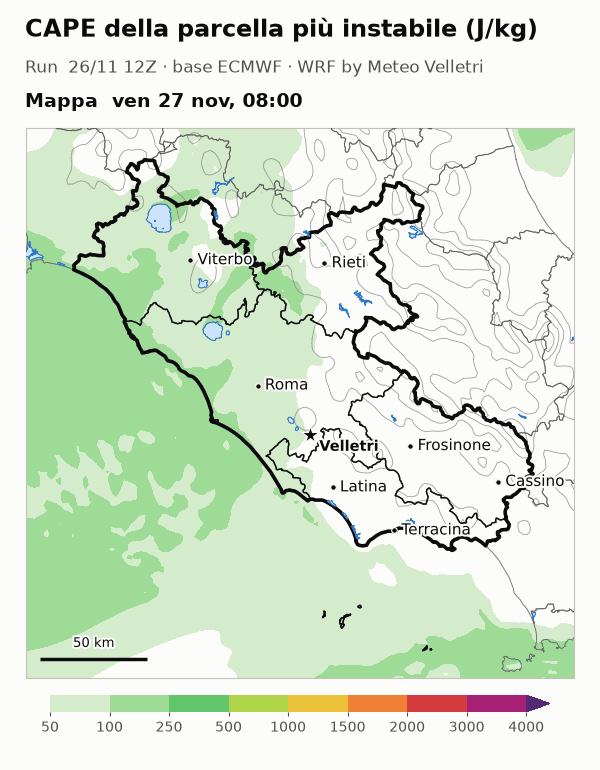 CAPE della parcella più instabile (J/kg)
Run  26/11 12Z · base ECMWF · WRF by Meteo Velletri
Mappa  ven 27 nov, 08:00
Viterbo
Rieti
Roma
Velletri
Frosinone
Latina
Cassino
Terracina
50 km
50 100 250 500 1000 1500 2000 3000 4000